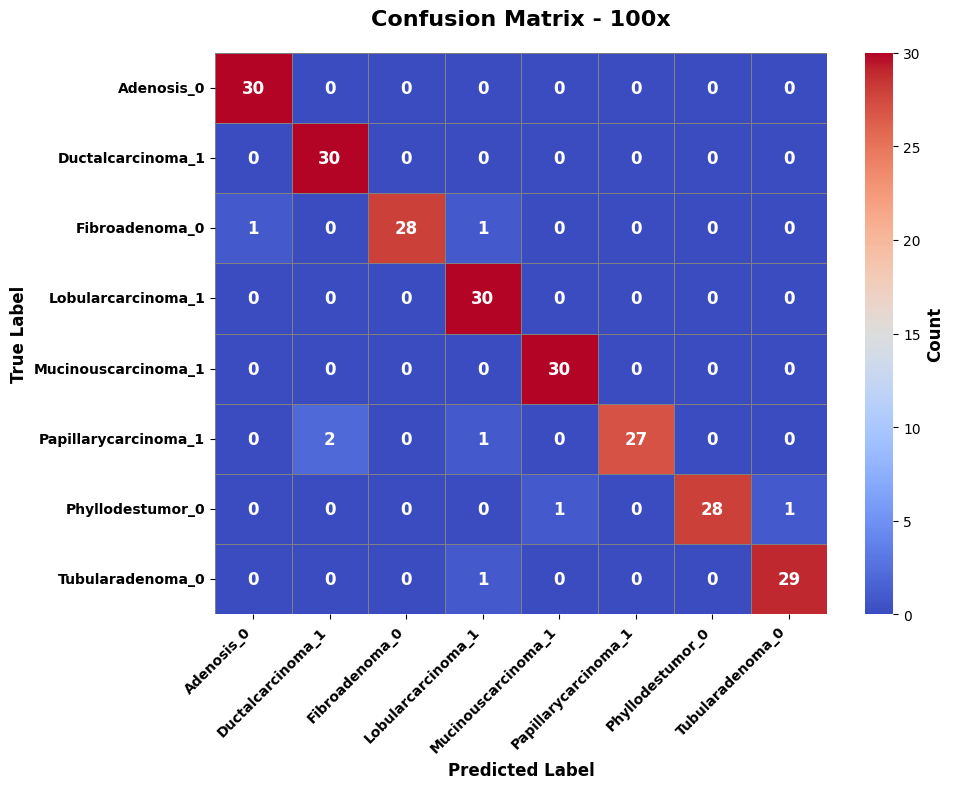 Confusion Matrix - 100x
Adenosis_0 30 0 0 0 0 0 0 0
Ductalcarcinoma_1 0 30 0 0 0 0 0 0
Fibroadenoma_0 1 0 28 1 0 0 0 0
Lobularcarcinoma_1 0 0 0 30 0 0 0 0
Mucinouscarcinoma_1 0 0 0 0 30 0 0 0
Papillarycarcinoma_1 0 2 0 1 0 27 0 0
Phyllodestumor_0 0 0 0 0 1 0 28 1
Tubularadenoma_0 0 0 0 1 0 0 0 29
True Label
Adenosis_0
Ductalcarcinoma_1
Fibroadenoma_0
Lobularcarcinoma_1
Mucinouscarcinoma_1
Papillarycarcinoma_1
Phyllodestumor_0
Tubularadenoma_0
Predicted Label
30
25
20
15
10
5
0
Count